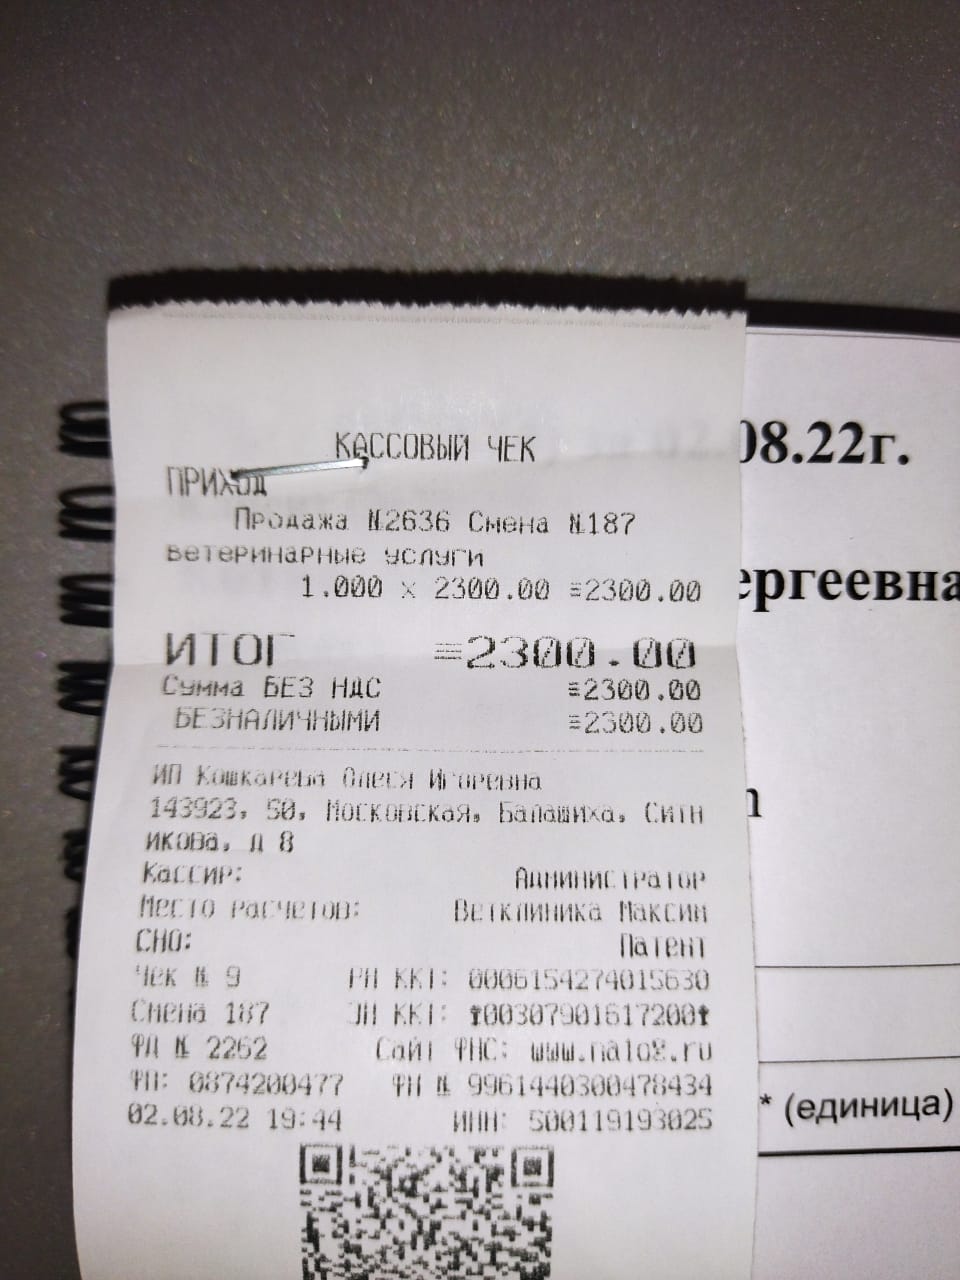 КАССОВЫЙ ЧЕК
ПРИХОД
Продажа №2636 Смена №187
ветеринарные услуги
1.000 x 2300.00 =2300.00
ИТОГ =2300.00
Сумма БЕЗ НДС =2300.00
БЕЗНАЛИЧНЫМИ =2300.00
ИП Кошкарева Олеся Игоревна
143923, 50, Московская, Балашиха, Ситн
икова, д 8
Кассир: Администратор
Место расчетов: Ветклиника Максин
СНО: Патент
Чек № 9 РН ККТ: 0006154274015630
Смена 187 ЗН ККТ: 00307901617200
ФД № 2262 Сайт ФНС: www.nalog.ru
ФП: 0874200477 ФН № 9961440300478434
02.08.22 19:44 ИНН: 500119193025
08.22г.
ергеевна
* (единица)